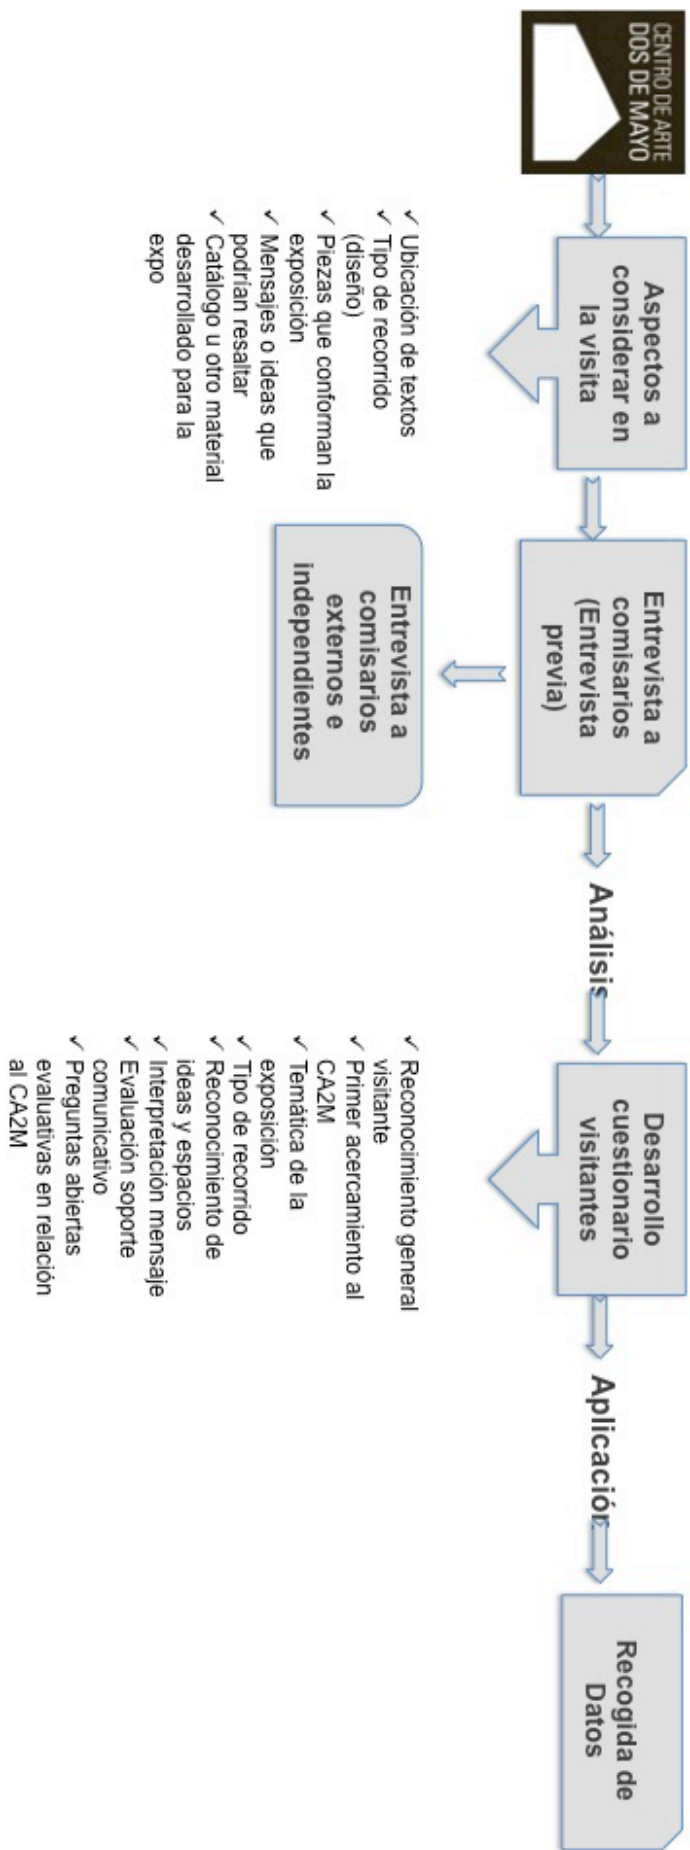 CENTRO DE ARTE
DOS DE MAYO
Aspectos a
considerar en
la visita
✓ Ubicación de textos
✓ Tipo de recorrido
(diseño)
✓ Piezas que conforman la
exposición
✓ Mensajes o ideas que
podrían resaltar
✓ Catálogo u otro material
desarrollado para la
expo
Entrevista a
comisarios
(Entrevista
previa)
Entrevista a
comisarios
externos e
independientes
Análisis
Desarrollo
cuestionario
visitantes
✓ Reconocimiento general
visitante
✓ Primer acercamiento al
CA2M
✓ Temática de la
exposición
✓ Tipo de recorrido
✓ Reconocimiento de
ideas y espacios
✓ Interpretación mensaje
✓ Evaluación soporte
comunicativo
✓ Preguntas abiertas
evaluativas en relación
al CA2M
Aplicación
Recogida de
Datos